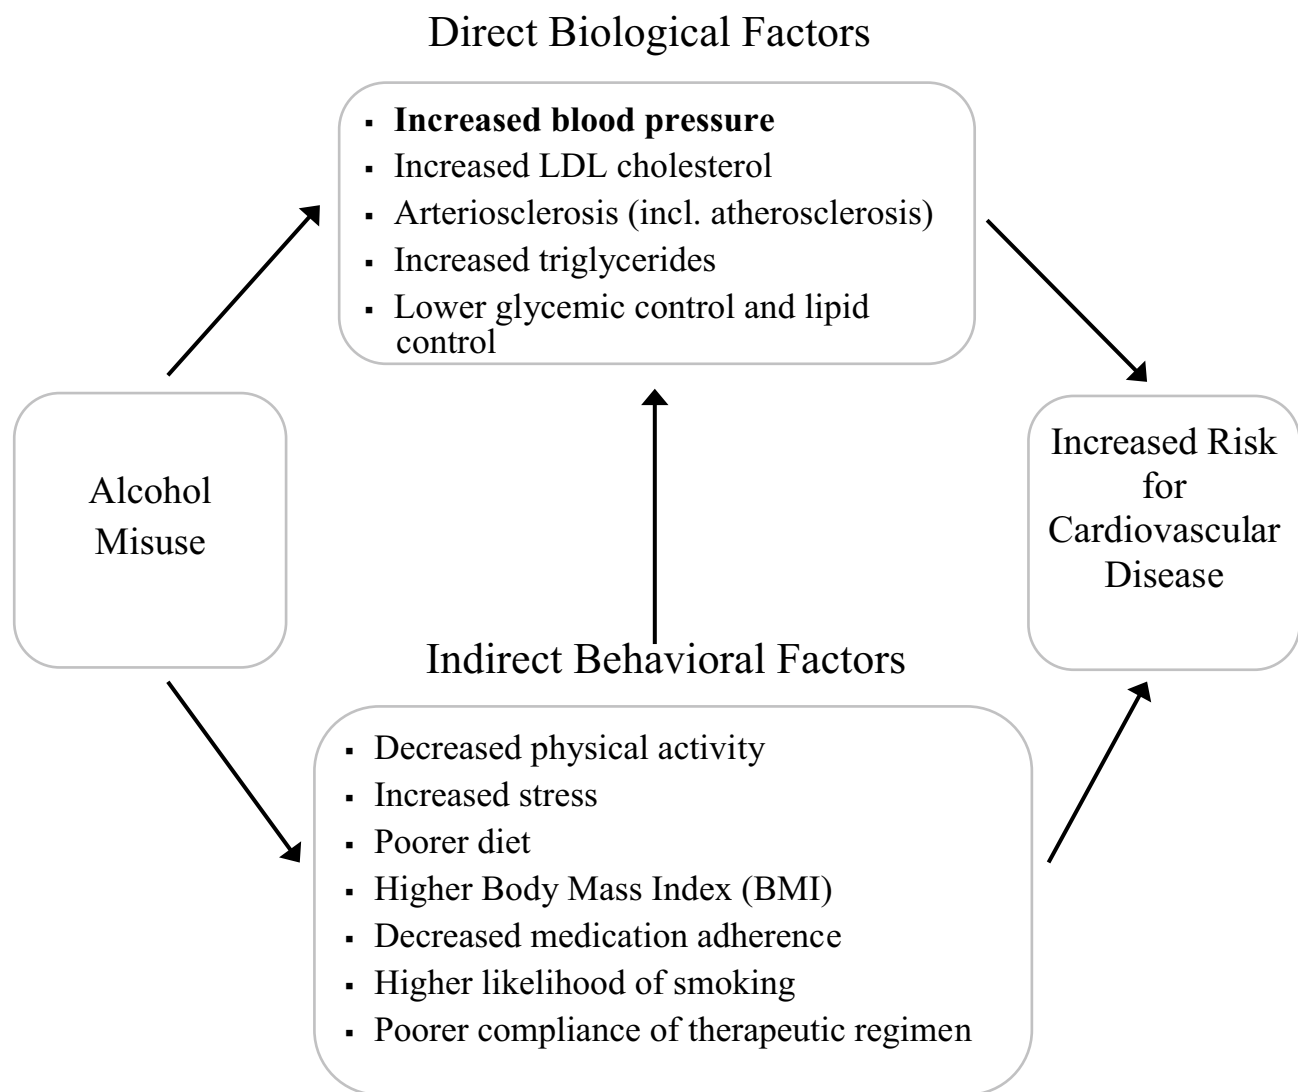 Direct Biological Factors
▪ Increased blood pressure
▪ Increased LDL cholesterol
▪ Arteriosclerosis (incl. atherosclerosis)
▪ Increased triglycerides
▪ Lower glycemic control and lipid
control
Alcohol
Misuse
Increased Risk
for
Cardiovascular
Disease
Indirect Behavioral Factors
▪ Decreased physical activity
▪ Increased stress
▪ Poorer diet
▪ Higher Body Mass Index (BMI)
▪ Decreased medication adherence
▪ Higher likelihood of smoking
▪ Poorer compliance of therapeutic regimen